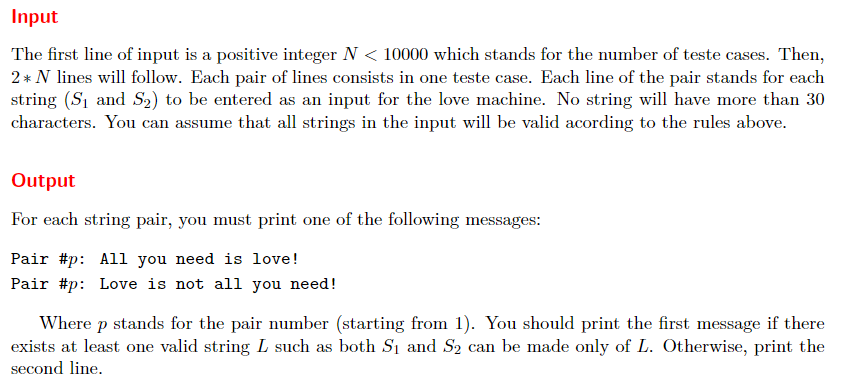 Input
The first line of input is a positive integer N < 10000 which stands for the number of teste cases. Then,
2 ∗ N lines will follow. Each pair of lines consists in one teste case. Each line of the pair stands for each
string (S₁ and S₂) to be entered as an input for the love machine. No string will have more than 30
characters. You can assume that all strings in the input will be valid acording to the rules above.
Output
For each string pair, you must print one of the following messages:
Pair #p: All you need is love!
Pair #p: Love is not all you need!
Where p stands for the pair number (starting from 1). You should print the first message if there
exists at least one valid string L such as both S₁ and S₂ can be made only of L. Otherwise, print the
second line.